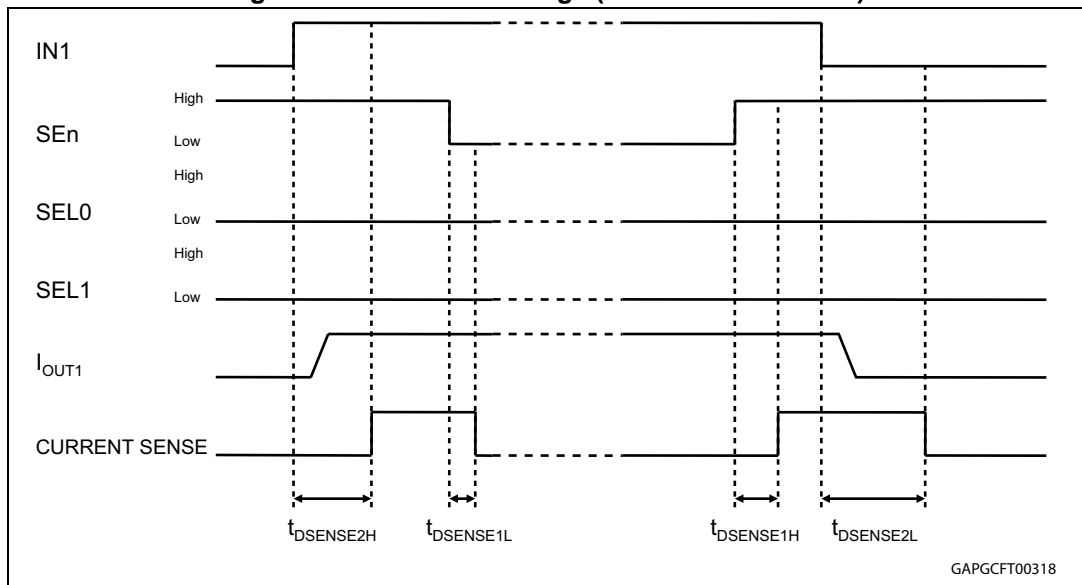 IN1
High
SEn
Low
High
SEL0
Low
High
SEL1
Low
IOUT1
CURRENT SENSE
tDSENSE2H tDSENSE1L tDSENSE1H tDSENSE2L
GAPGCFT00318